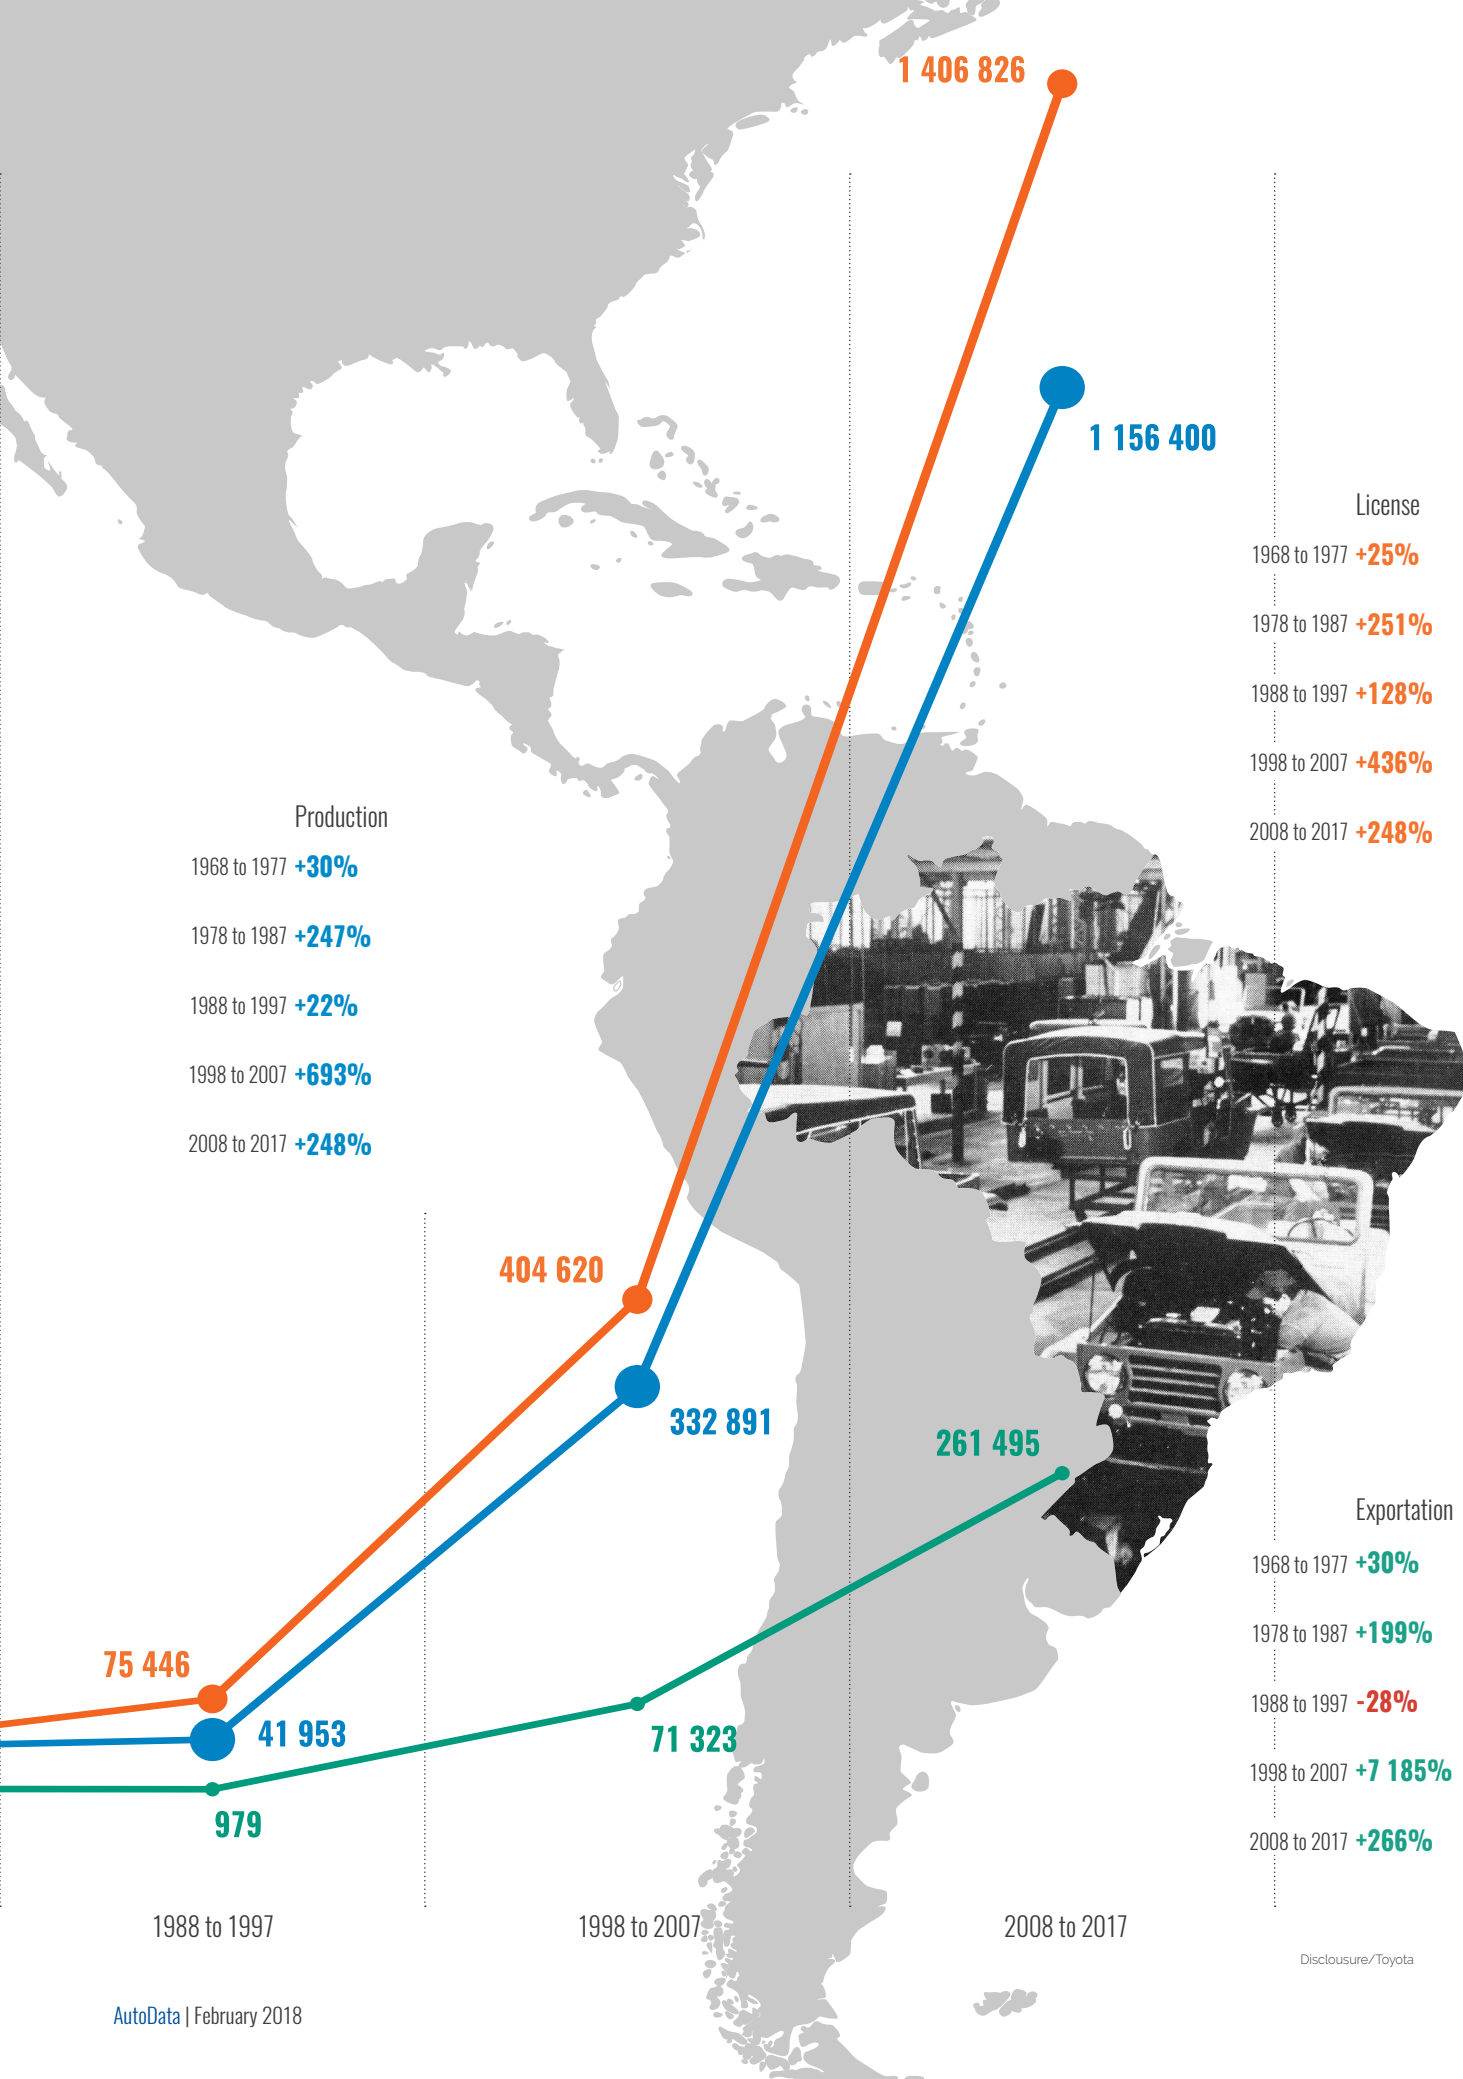 1 406 826
1 156 400
License
1968 to 1977 +25%
1978 to 1987 +251%
1988 to 1997 +128%
1998 to 2007 +436%
2008 to 2017 +248%
Production
1968 to 1977 +30%
1978 to 1987 +247%
1988 to 1997 +22%
1998 to 2007 +693%
2008 to 2017 +248%
404 620
332 891
261 495
Exportation
1968 to 1977 +30%
1978 to 1987 +199%
1988 to 1997 -28%
1998 to 2007 +7 185%
2008 to 2017 +266%
75 446
41 953
71 323
979
1988 to 1997
1998 to 2007
2008 to 2017
Disclousure/Toyota
AutoData | February 2018